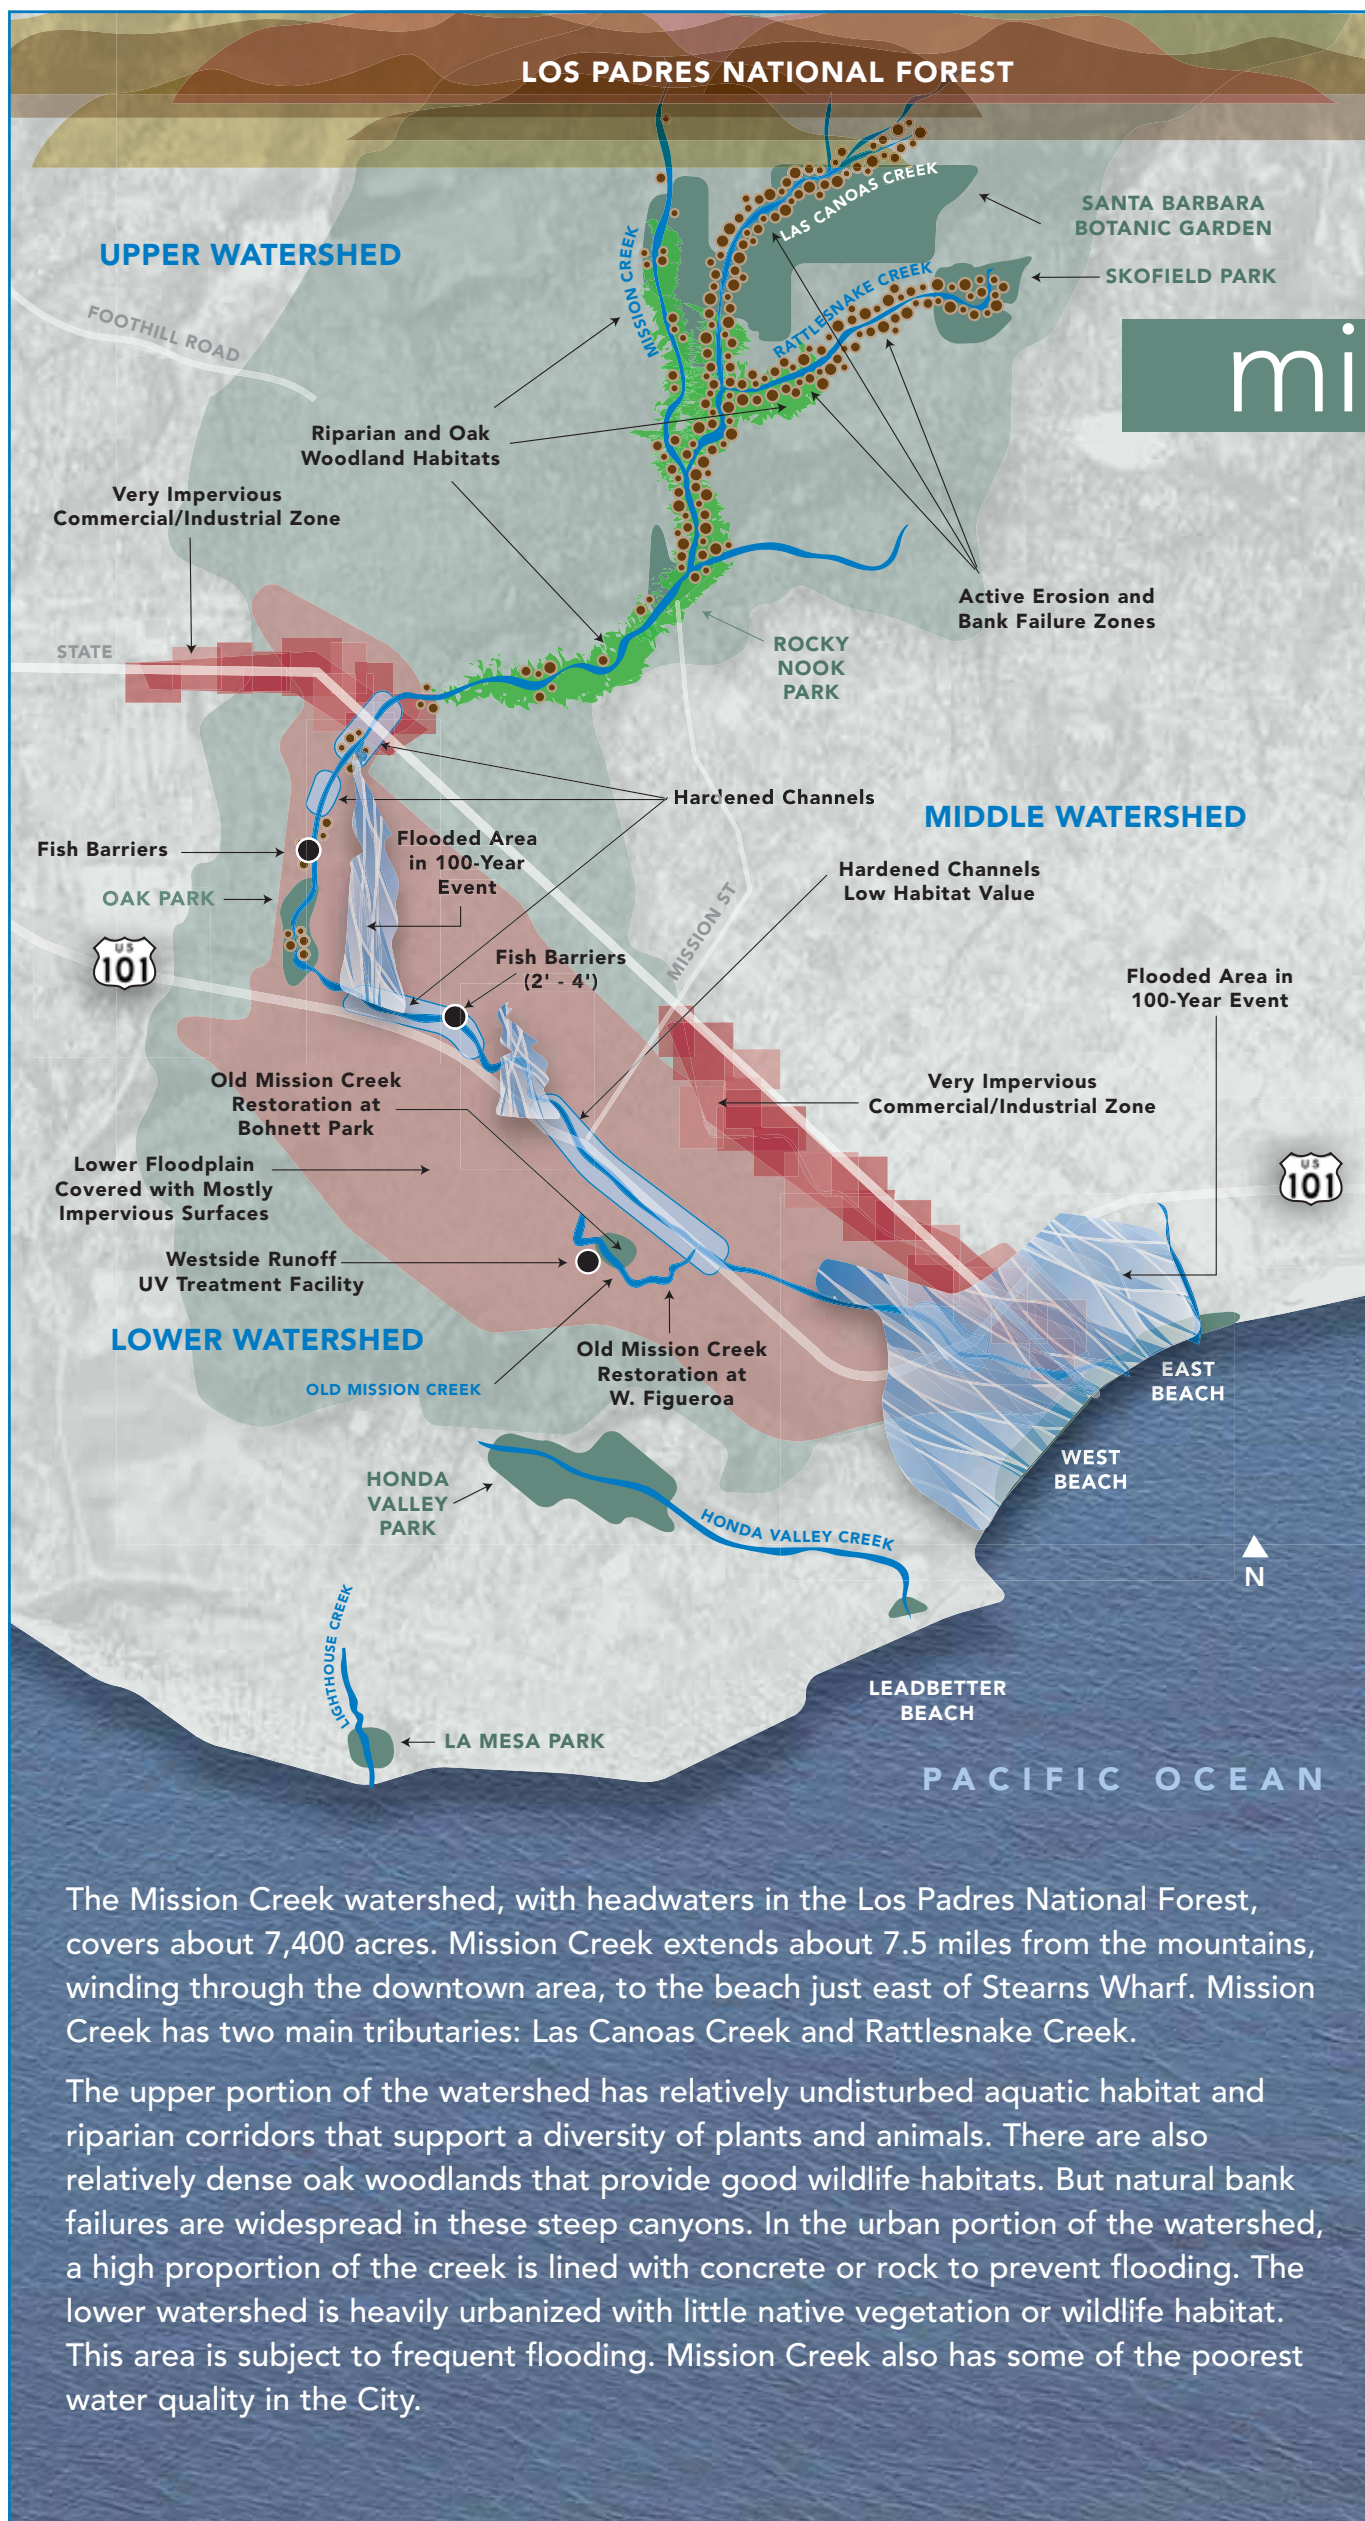 LOS PADRES NATIONAL FOREST
LAS CANOAS CREEK
SANTA BARBARA
BOTANIC GARDEN
UPPER WATERSHED
MISSION CREEK
RATTLESNAKE CREEK
SKOFIELD PARK
FOOTHILL ROAD
mi
Riparian and Oak
Woodland Habitats
Very Impervious
Commercial/Industrial Zone
Active Erosion and
Bank Failure Zones
STATE
ROCKY
NOOK
PARK
Hardened Channels
MIDDLE WATERSHED
Fish Barriers
Flooded Area
in 100-Year
Event
Hardened Channels
Low Habitat Value
OAK PARK
MISSION ST
US
101
Fish Barriers
(2' - 4')
Flooded Area in
100-Year Event
Old Mission Creek
Restoration at
Bohnett Park
Very Impervious
Commercial/Industrial Zone
Lower Floodplain
Covered with Mostly
Impervious Surfaces
US
101
Westside Runoff
UV Treatment Facility
LOWER WATERSHED
Old Mission Creek
Restoration at
W. Figueroa
OLD MISSION CREEK
EAST
BEACH
WEST
BEACH
HONDA
VALLEY
PARK
HONDA VALLEY CREEK
N
LIGHTHOUSE CREEK
LEADBETTER
BEACH
LA MESA PARK
PACIFIC OCEAN
The Mission Creek watershed, with headwaters in the Los Padres National Forest,
covers about 7,400 acres. Mission Creek extends about 7.5 miles from the mountains,
winding through the downtown area, to the beach just east of Stearns Wharf. Mission
Creek has two main tributaries: Las Canoas Creek and Rattlesnake Creek.
The upper portion of the watershed has relatively undisturbed aquatic habitat and
riparian corridors that support a diversity of plants and animals. There are also
relatively dense oak woodlands that provide good wildlife habitats. But natural bank
failures are widespread in these steep canyons. In the urban portion of the watershed,
a high proportion of the creek is lined with concrete or rock to prevent flooding. The
lower watershed is heavily urbanized with little native vegetation or wildlife habitat.
This area is subject to frequent flooding. Mission Creek also has some of the poorest
water quality in the City.